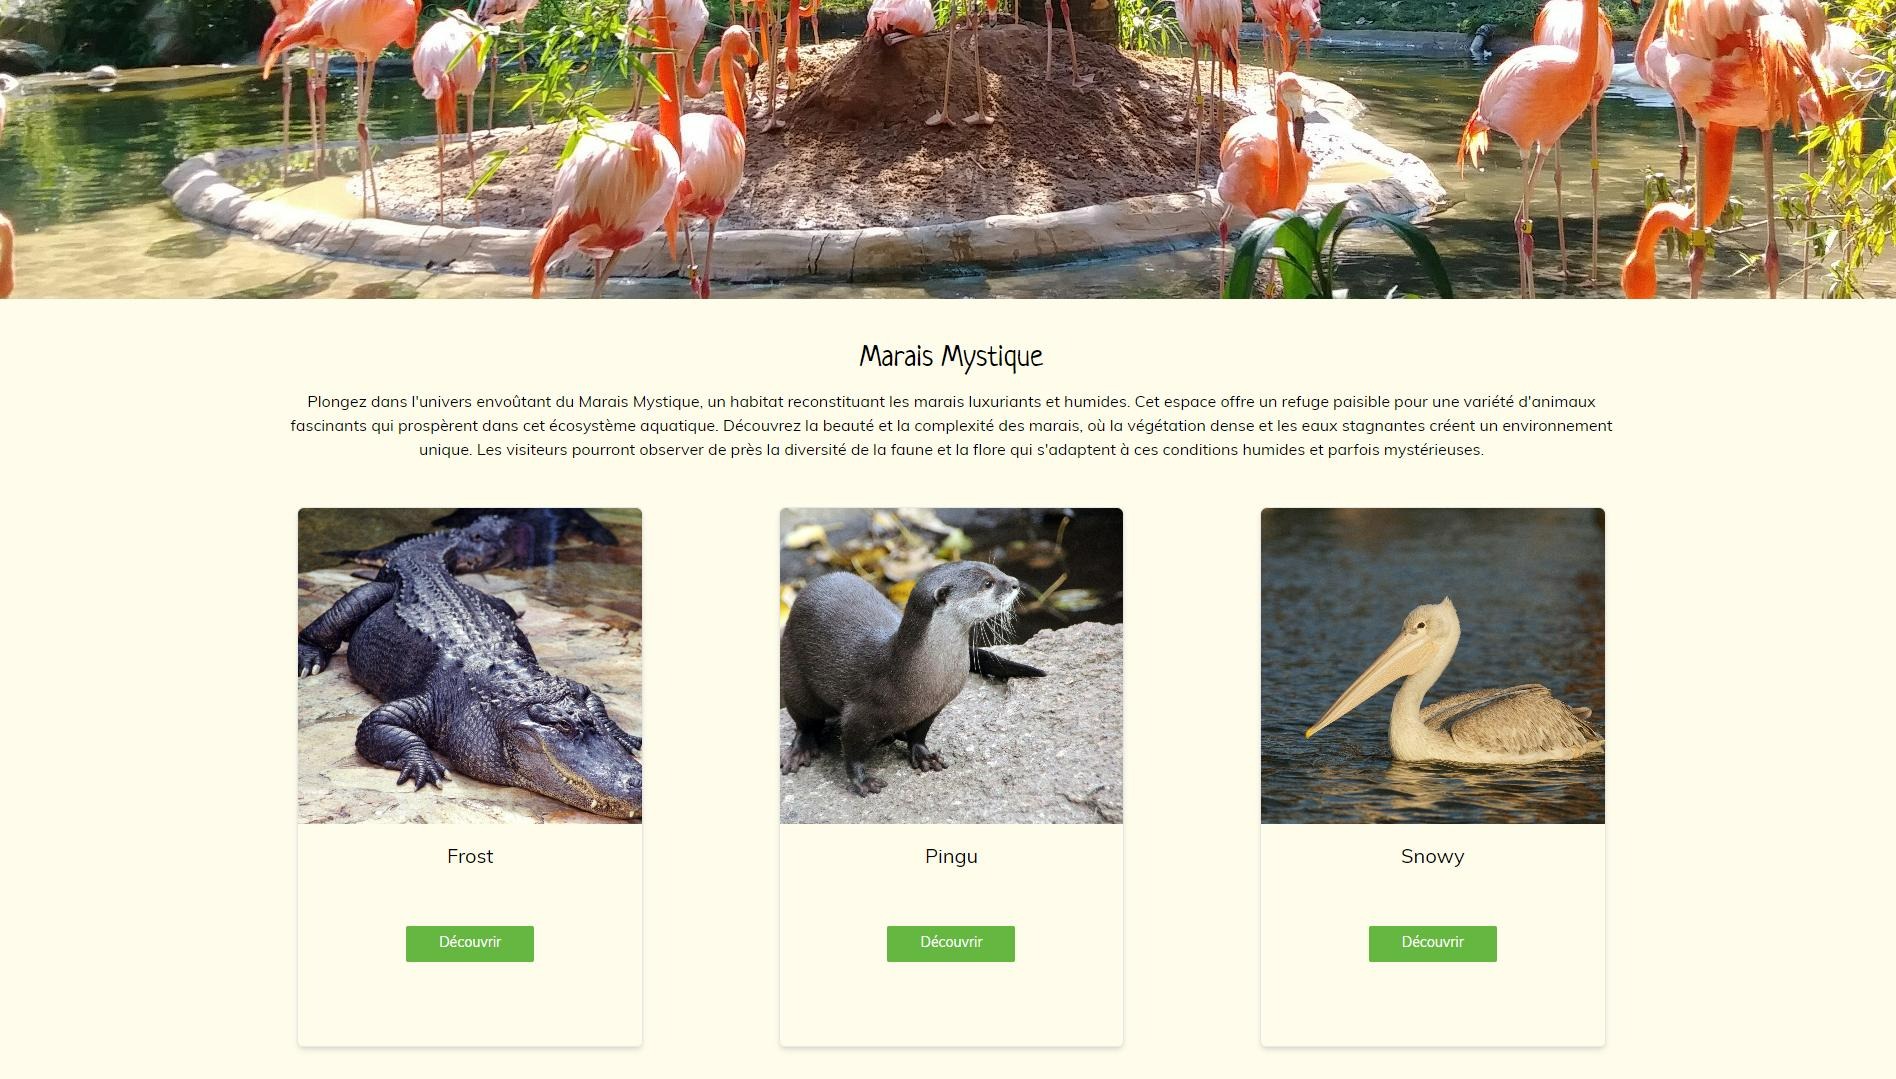 Marais Mystique
Plongez dans l'univers envoûtant du Marais Mystique, un habitat reconstituant les marais luxuriants et humides. Cet espace offre un refuge paisible pour une variété d'animaux
fascinants qui prospèrent dans cet écosystème aquatique. Découvrez la beauté et la complexité des marais, où la végétation dense et les eaux stagnantes créent un environnement
unique. Les visiteurs pourront observer de près la diversité de la faune et la flore qui s'adaptent à ces conditions humides et parfois mystérieuses.
Frost
Pingu
Snowy
Découvrir
Découvrir
Découvrir